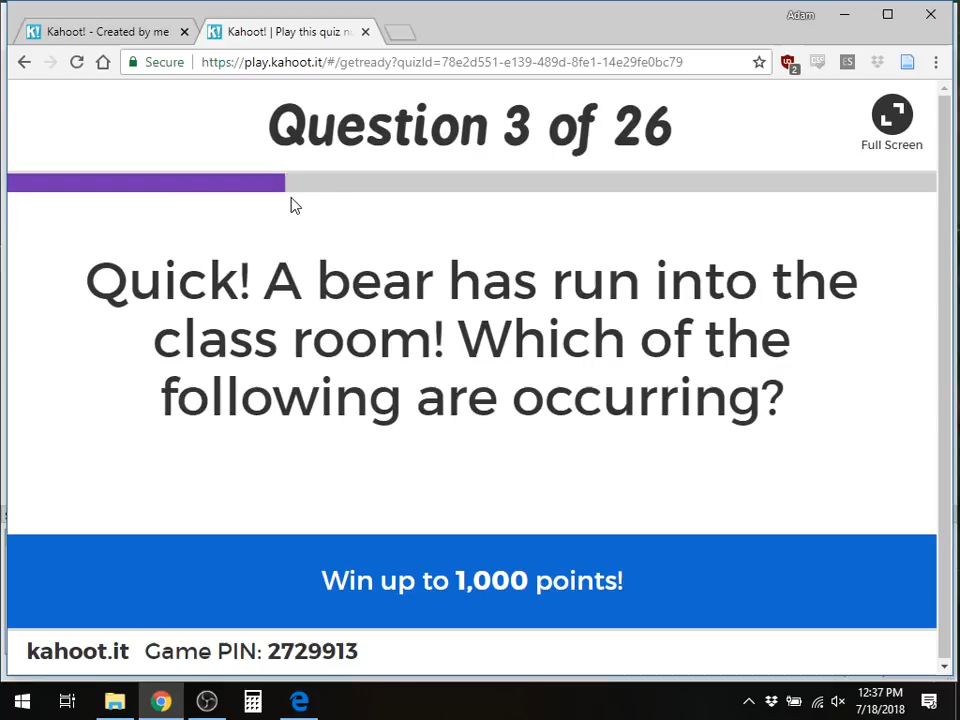 Adam
Kahoot! - Created by me
Kahoot! | Play this quiz n
Secure
https://play.kahoot.it/#/getready?quizId=78e2d551-e139-489d-8fe1-14e29fe0bc79
2
ES
Question 3 of 26
Full Screen
Quick! A bear has run into the
class room! Which of the
following are occurring?
Win up to 1,000 points!
kahoot.it Game PIN: 2729913
12:37 PM
7/18/2018